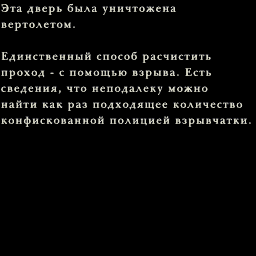 Эта дверь была уничтожена
вертолетом.
Единственный способ расчистить
проход - с помощью взрыва. Есть
сведения, что неподалеку можно
найти как раз подходящее количество
конфискованной полицией взрывчатки.